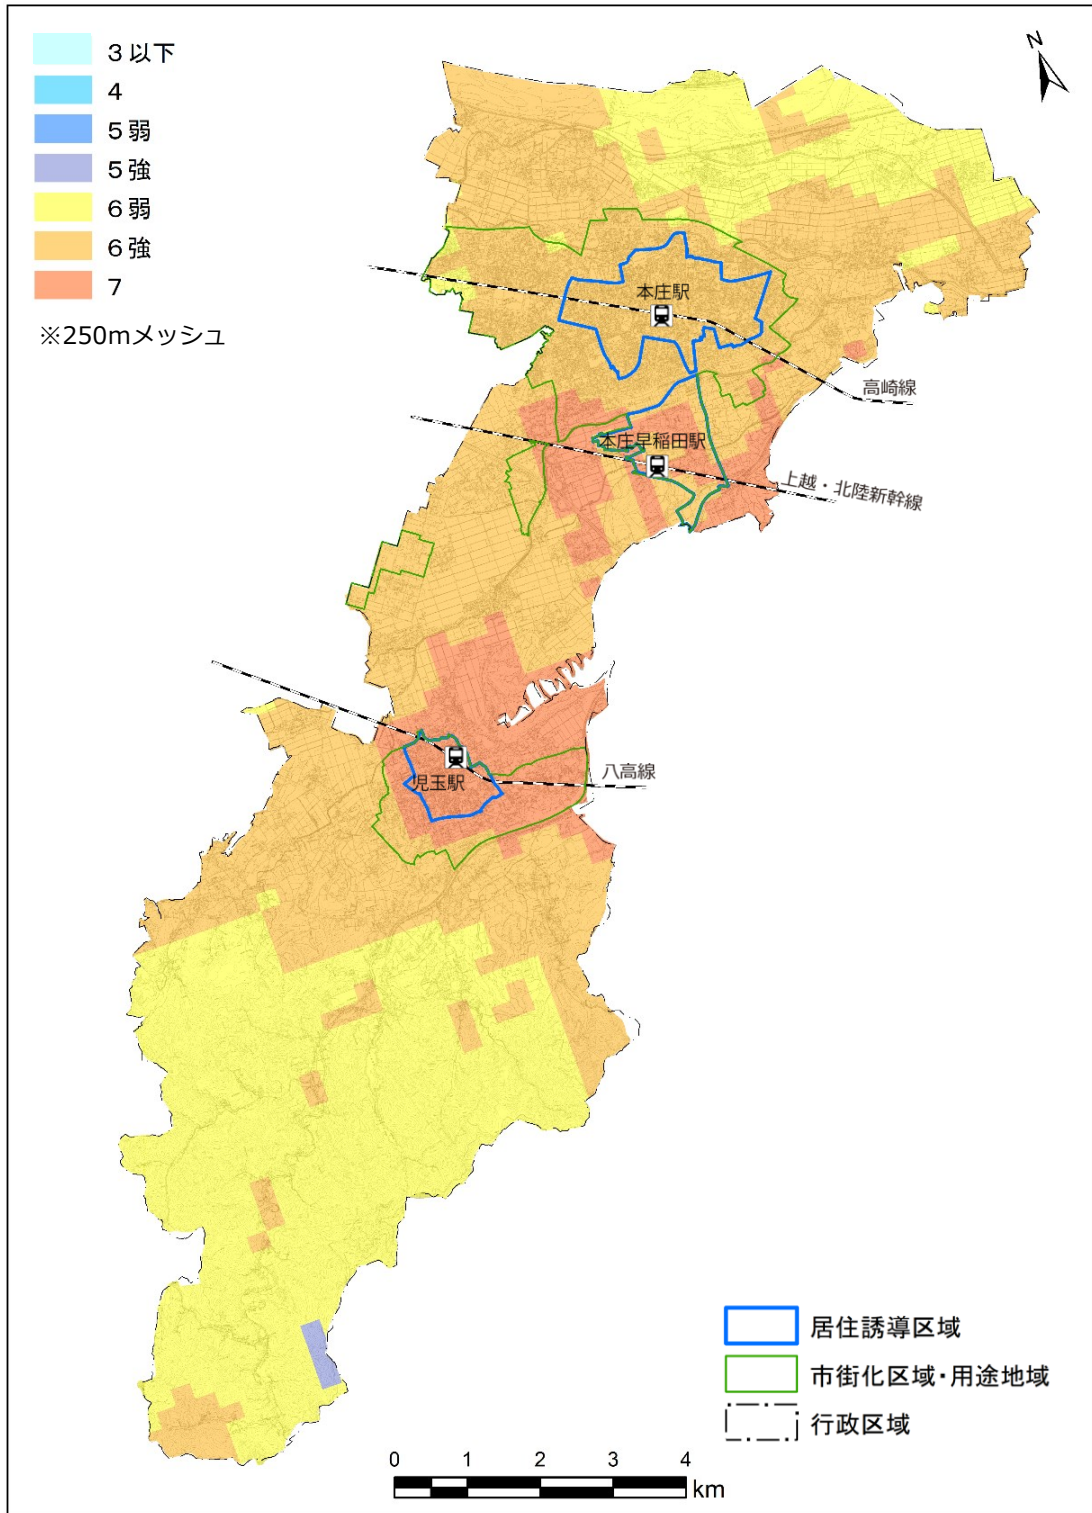 3以下
4
5弱
5強
6弱
6強
7
※250mメッシュ
N
本庄駅
高崎線
本庄早稲田駅
上越・北陸新幹線
八高線
児玉駅
居住誘導区域
市街化区域・用途地域
行政区域
0 1 2 3 4
km